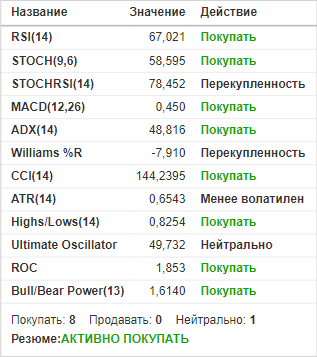 Название Значение Действие
RSI(14) 67,021 Покупать
STOCH(9,6) 58,595 Покупать
STOCHRSI(14) 78,452 Перекупленность
MACD(12,26) 0,450 Покупать
ADX(14) 48,816 Покупать
Williams %R -7,910 Перекупленность
CCI(14) 144,2395 Покупать
ATR(14) 0,6543 Менее волатилен
Highs/Lows(14) 0,8254 Покупать
Ultimate Oscillator 49,732 Нейтрально
ROC 1,853 Покупать
Bull/Bear Power(13) 1,6140 Покупать
Покупать: 8 Продавать: 0 Нейтрально: 1
Резюме:АКТИВНО ПОКУПАТЬ